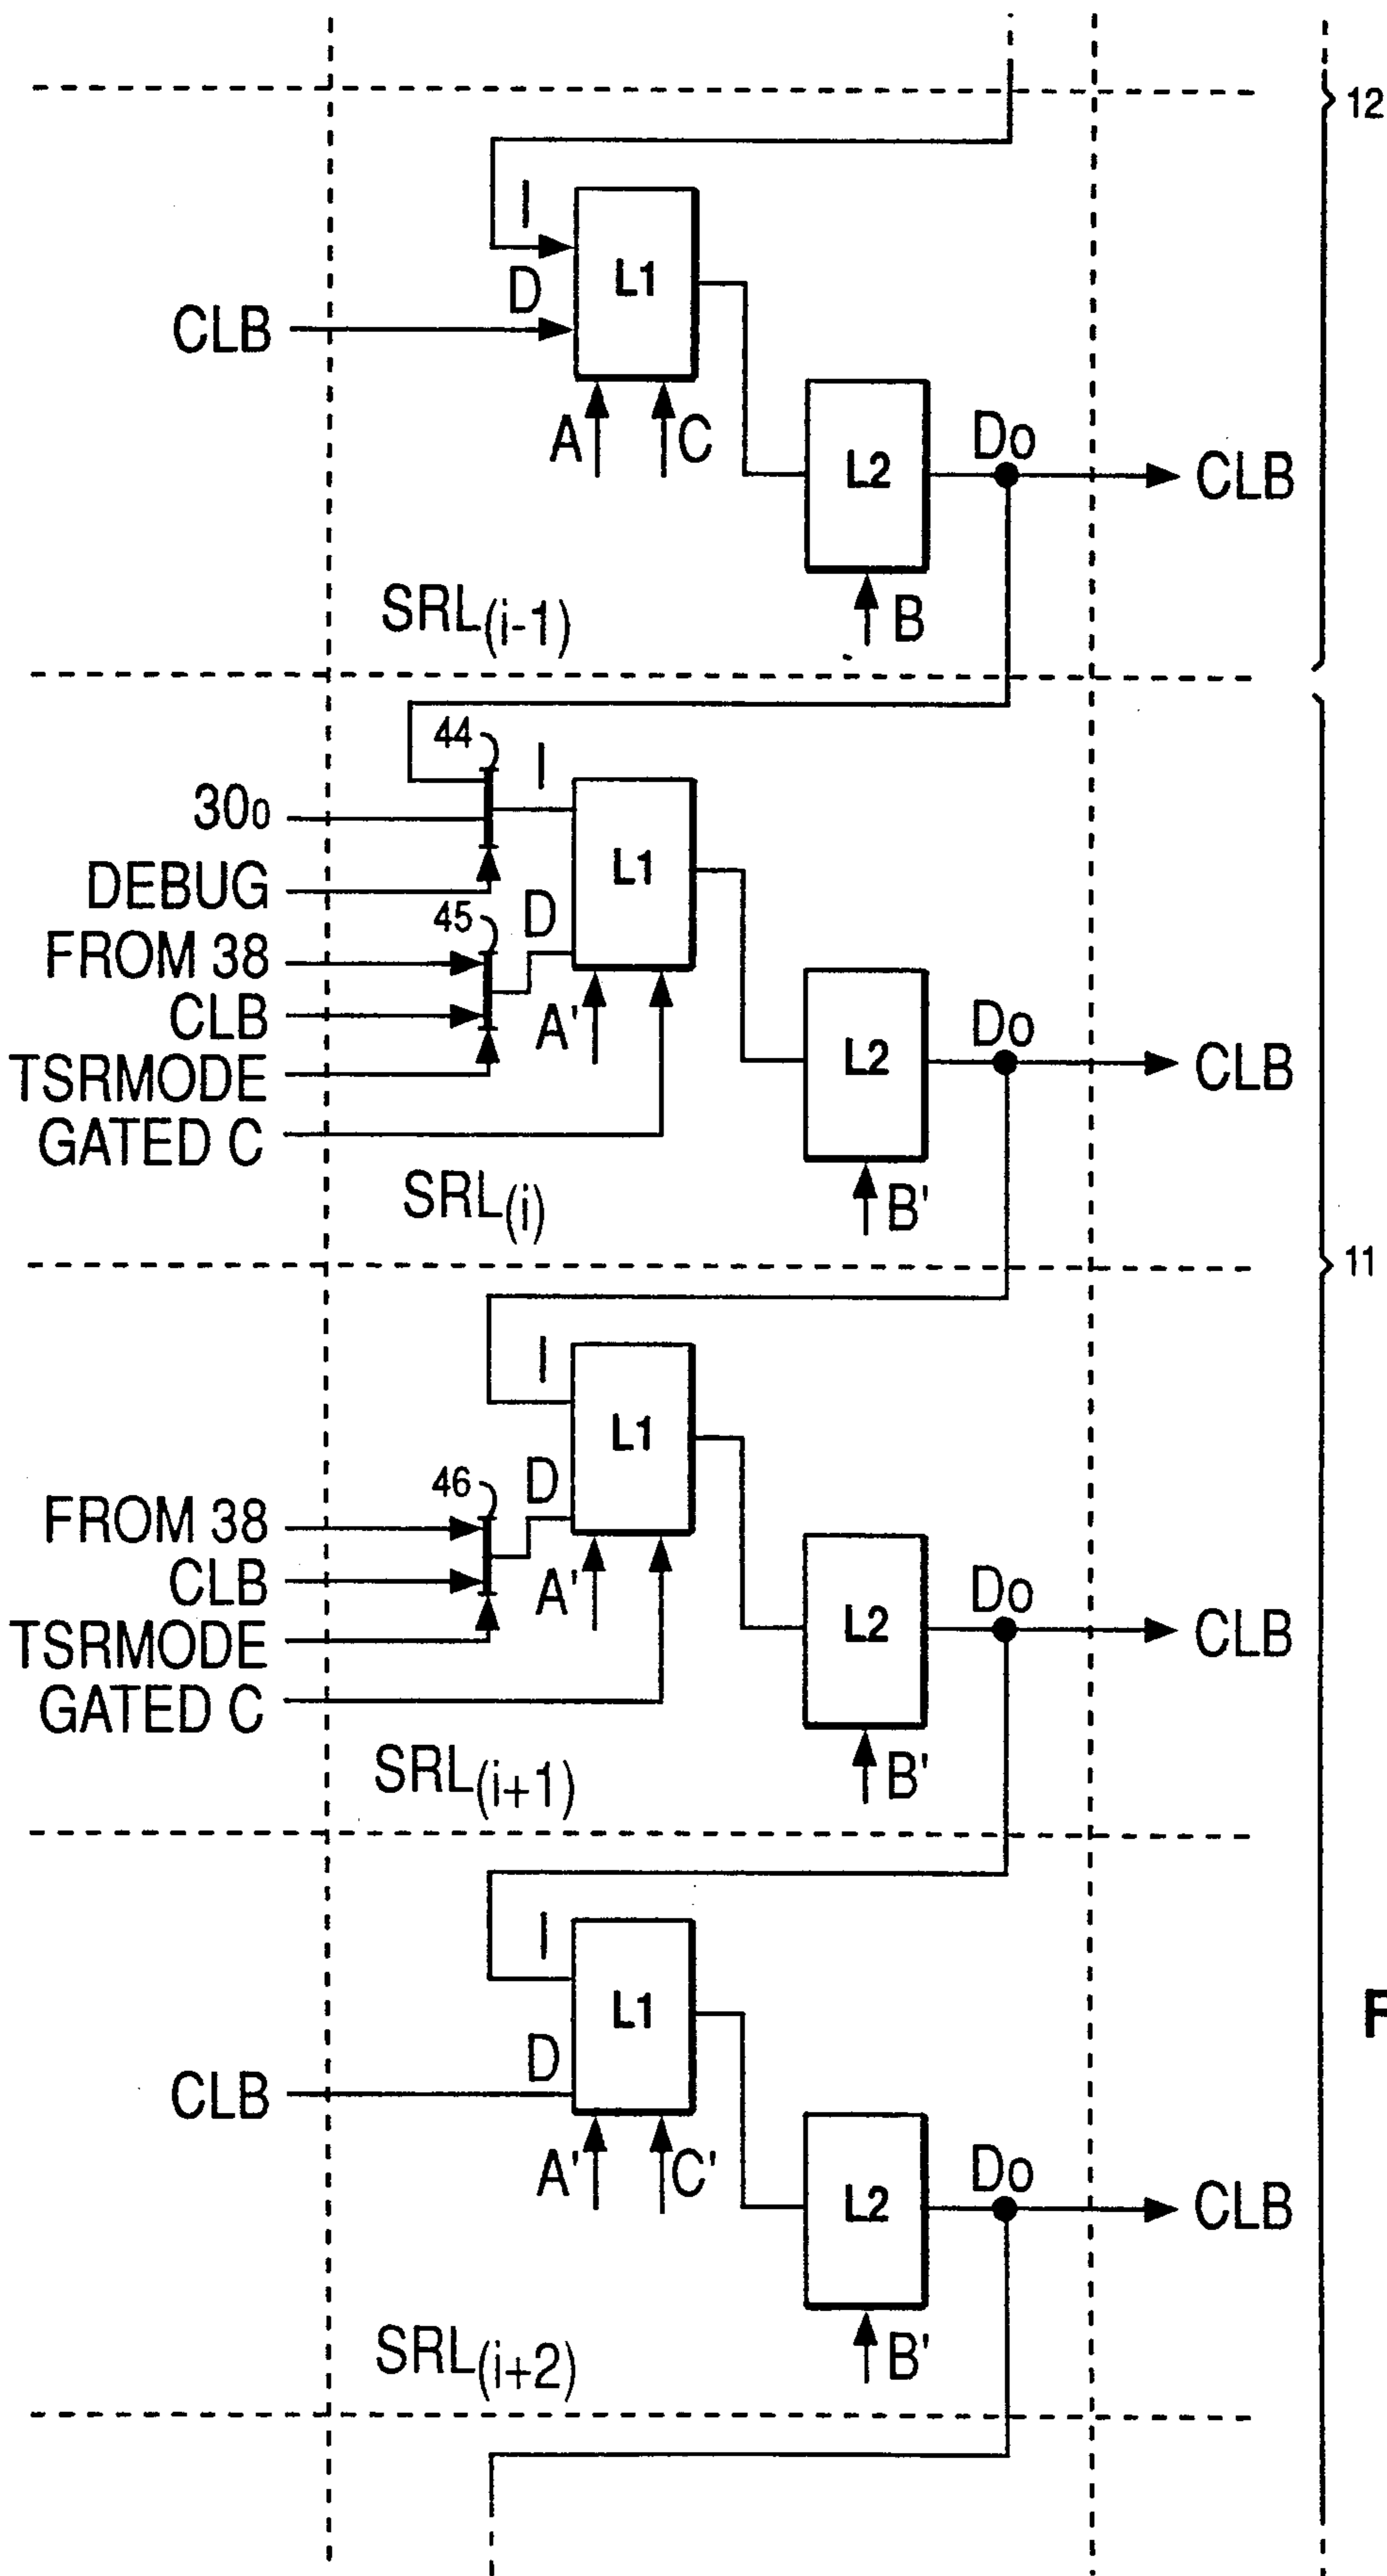 12
I
D
L1
CLB
A
C
L2
Do
CLB
B
SRL(i-1)
44
I
300
L1
DEBUG
45
D
FROM 38
CLB
A'
TSRMODE
GATED C
L2
Do
CLB
B'
SRL(i)
11
I
L1
46
D
FROM 38
CLB
A'
TSRMODE
GATED C
L2
Do
CLB
B'
SRL(i+1)
I
L1
D
CLB
A'
C'
L2
Do
CLB
B'
SRL(i+2)